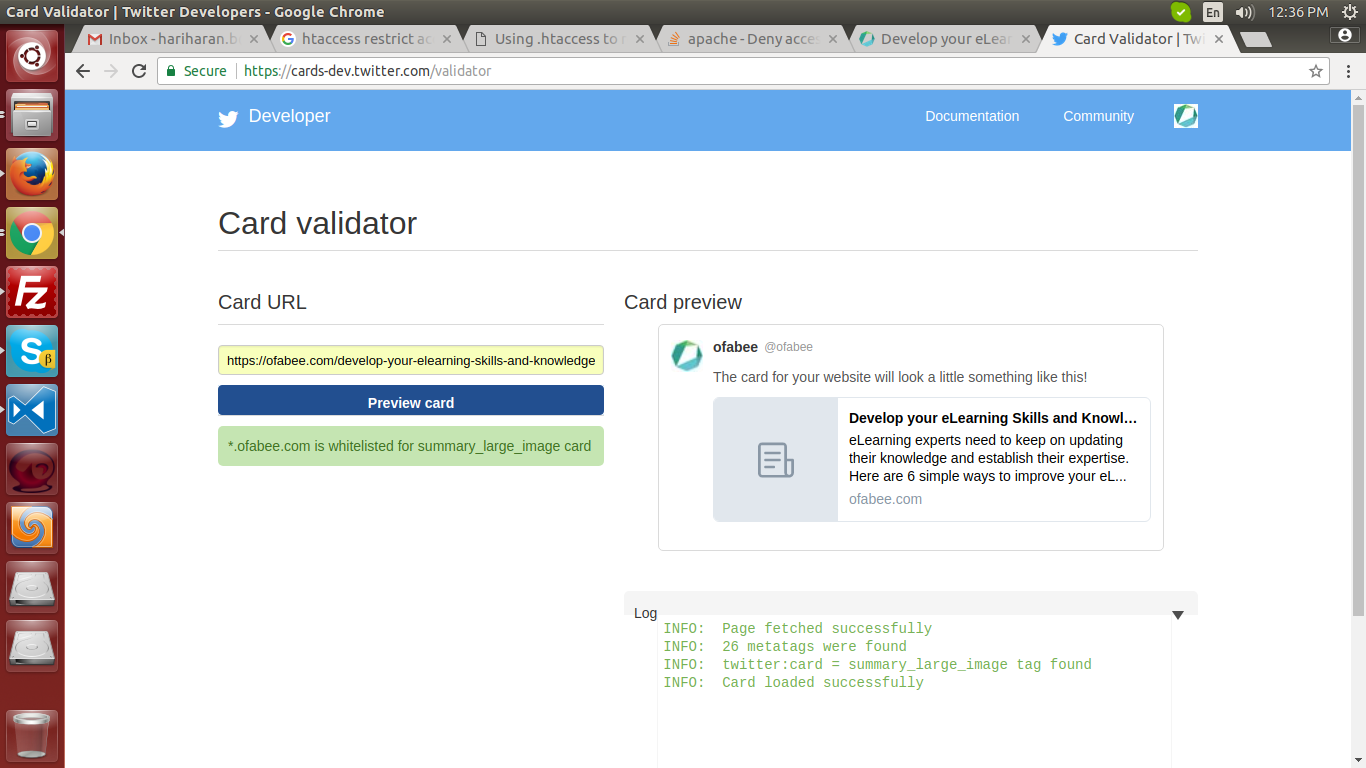 Card Validator | Twitter Developers - Google Chrome
En
12:36 PM
Inbox - hariharan.b
htaccess restrict ac
Using .htaccess to r
apache - Deny acce
Develop your eLear
Card Validator | Twi
Secure
https://cards-dev.twitter.com/validator
Developer
Documentation
Community
Card validator
Card URL
https://ofabee.com/develop-your-elearning-skills-and-knowledge
Preview card
*.ofabee.com is whitelisted for summary_large_image card
Card preview
ofabee @ofabee
The card for your website will look a little something like this!
Develop your eLearning Skills and Knowl...
eLearning experts need to keep on updating
their knowledge and establish their expertise.
Here are 6 simple ways to improve your eL...
ofabee.com
Log
INFO: Page fetched successfully
INFO: 26 metatags were found
INFO: twitter:card = summary_large_image tag found
INFO: Card loaded successfully
Fz
S
β